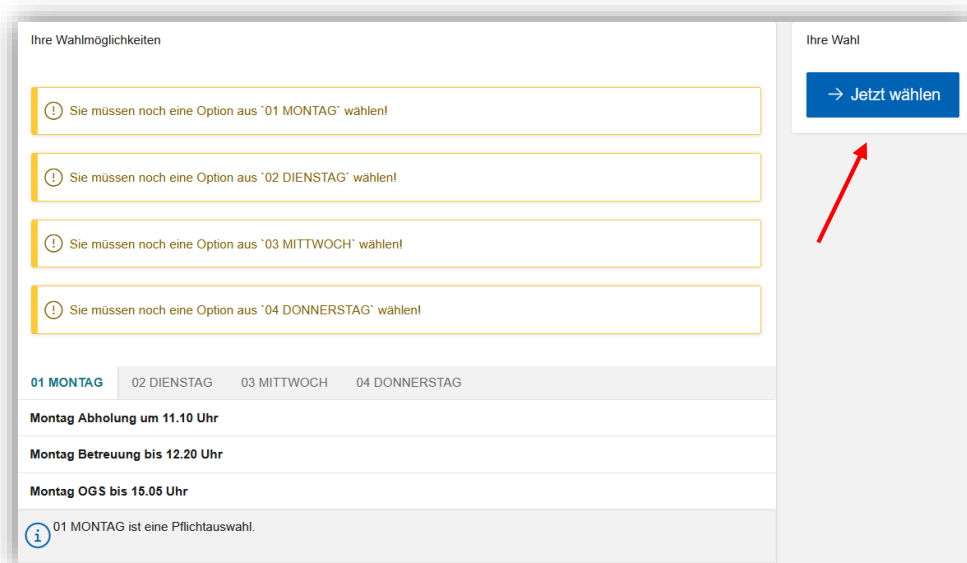 Ihre Wahlmöglichkeiten
Ihre Wahl
→ Jetzt wählen
Sie müssen noch eine Option aus `01 MONTAG` wählen!
Sie müssen noch eine Option aus `02 DIENSTAG` wählen!
Sie müssen noch eine Option aus `03 MITTWOCH` wählen!
Sie müssen noch eine Option aus `04 DONNERSTAG` wählen!
01 MONTAG 02 DIENSTAG 03 MITTWOCH 04 DONNERSTAG
Montag Abholung um 11.10 Uhr
Montag Betreuung bis 12.20 Uhr
Montag OGS bis 15.05 Uhr
01 MONTAG ist eine Pflichtauswahl.